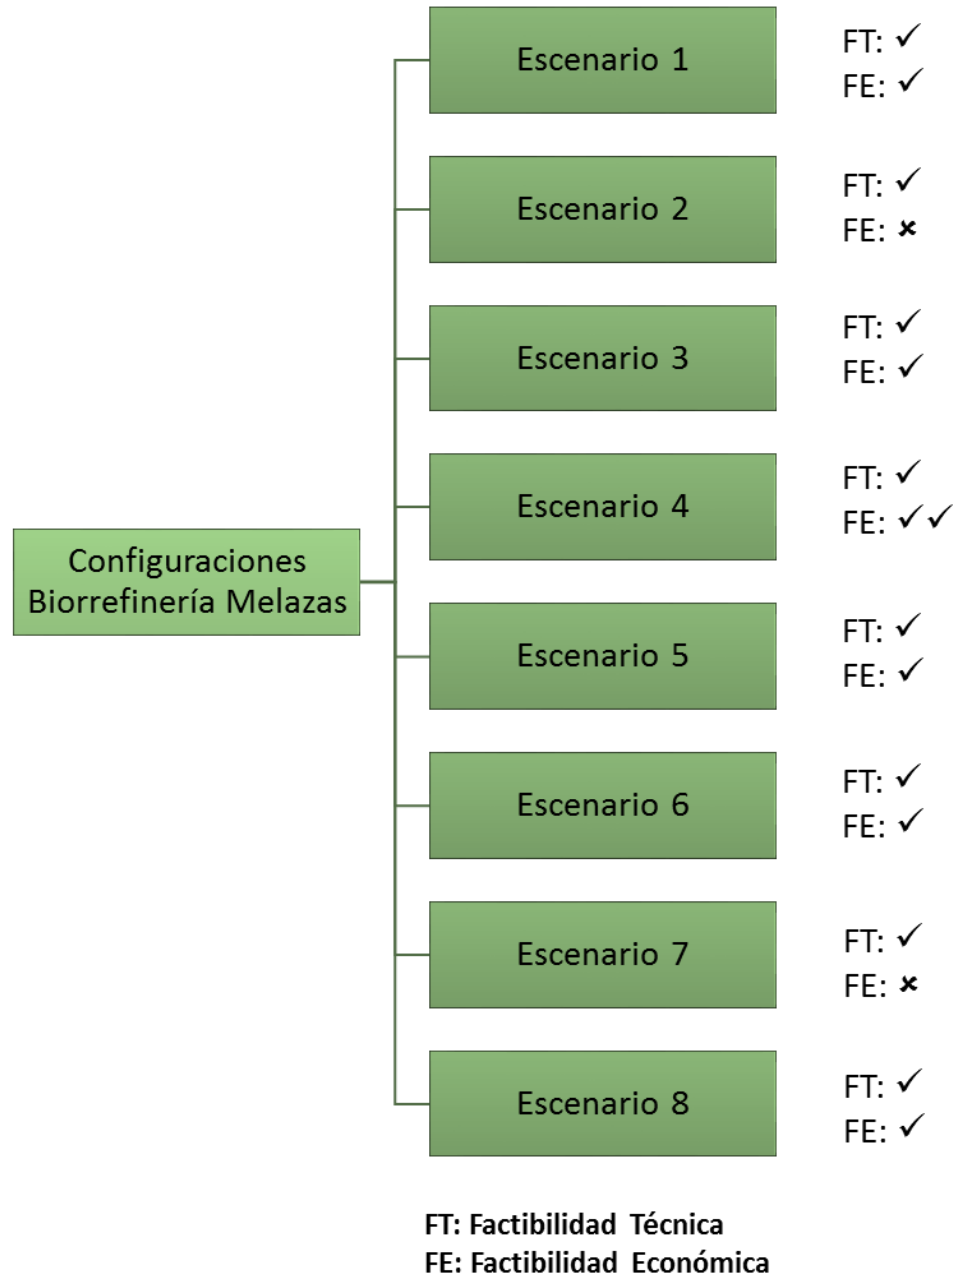 Escenario 1
FT: ✓
FE: ✓
Escenario 2
FT: ✓
FE: ✗
Escenario 3
FT: ✓
FE: ✓
Escenario 4
FT: ✓
FE: ✓✓
Configuraciones
Biorrefinería Melazas
Escenario 5
FT: ✓
FE: ✓
Escenario 6
FT: ✓
FE: ✓
Escenario 7
FT: ✓
FE: ✗
Escenario 8
FT: ✓
FE: ✓
FT: Factibilidad Técnica
FE: Factibilidad Económica